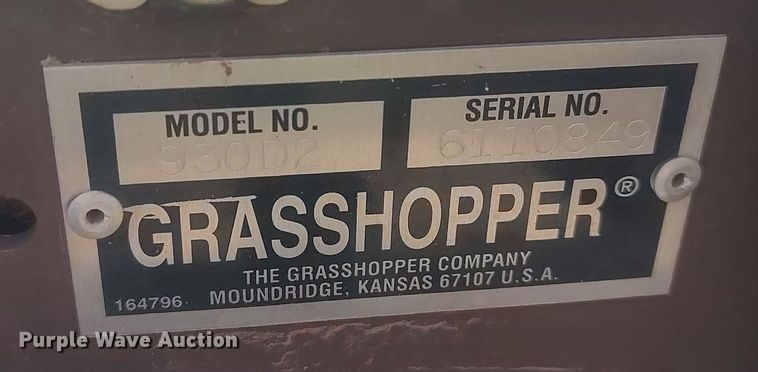 MODEL NO.
930D2
SERIAL NO.
6110849
GRASSHOPPER®
THE GRASSHOPPER COMPANY
MOUNDRIDGE, KANSAS 67107 U.S.A.
164796
Purple Wave Auction